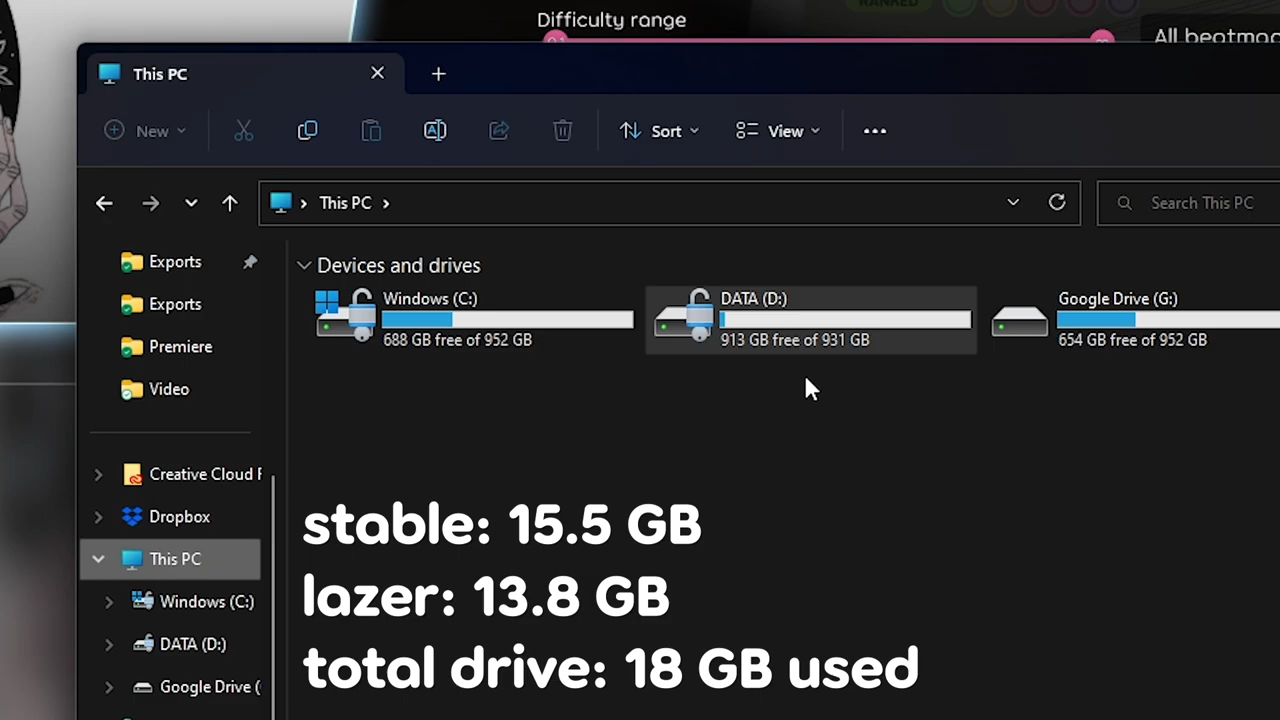 RANKED
Difficulty range
This PC
New
Sort
View
This PC
Search This PC
Exports
Exports
Premiere
Video
Creative Cloud F
Dropbox
This PC
Windows (C:)
DATA (D:)
Google Drive (
Devices and drives
Windows (C:)
688 GB free of 952 GB
DATA (D:)
913 GB free of 931 GB
Google Drive (G:)
654 GB free of 952 GB
stable: 15.5 GB
lazer: 13.8 GB
total drive: 18 GB used